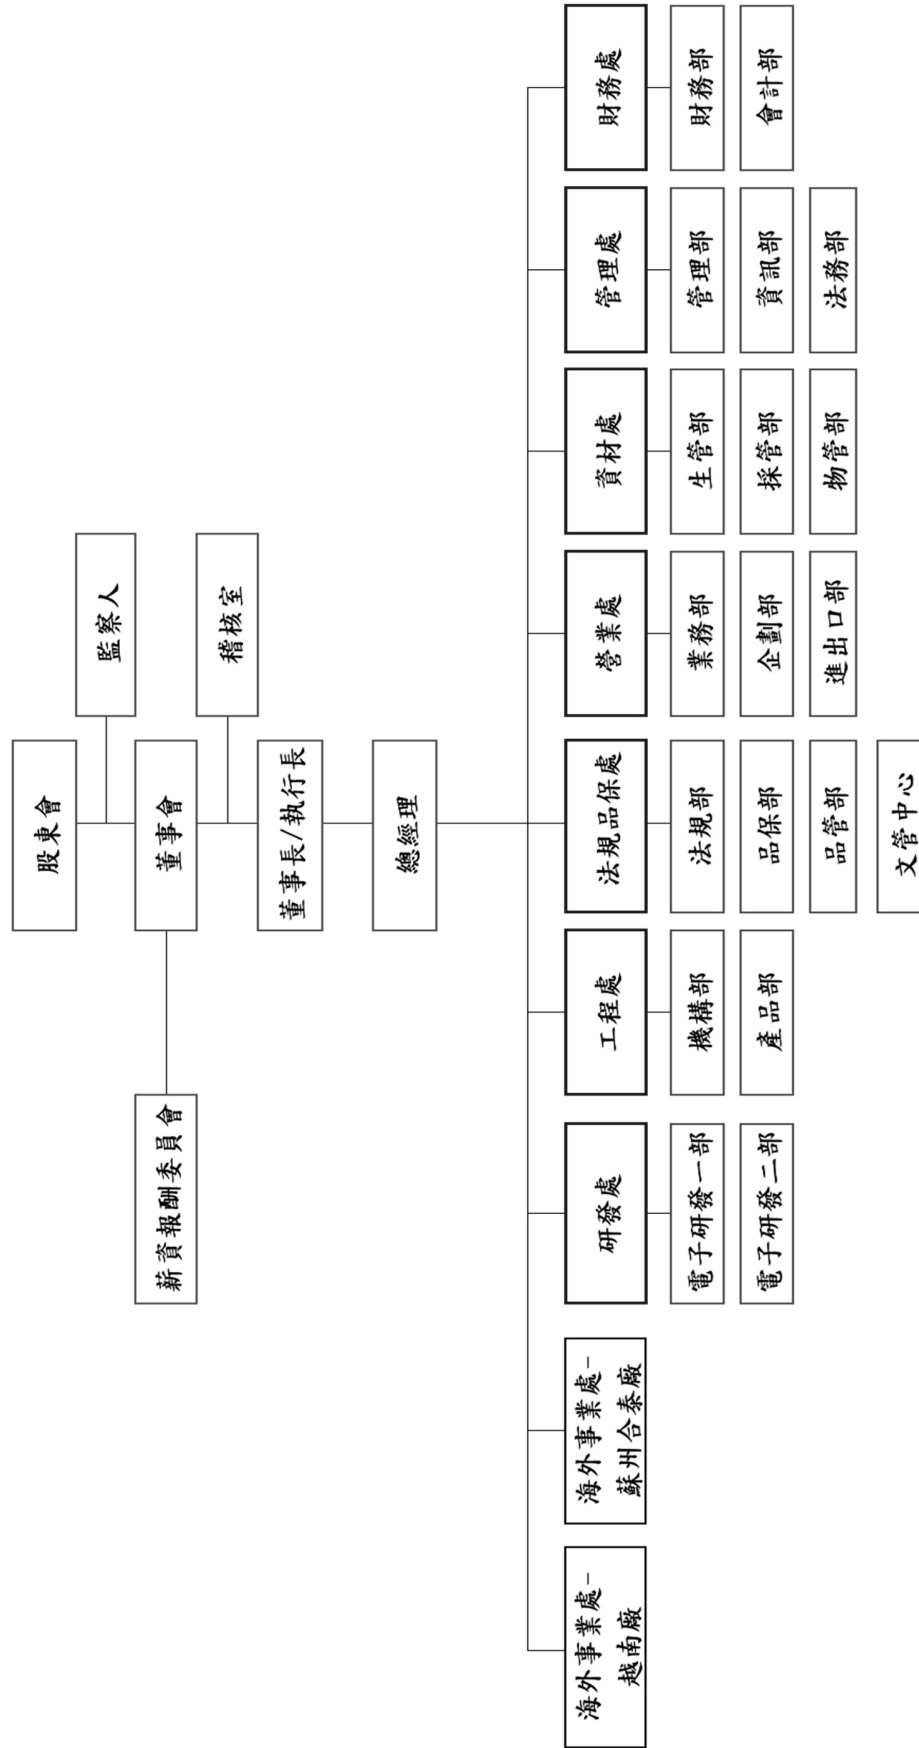 股東會
監察人
薪資報酬委員會
董事會
稽核室
董事長/執行長
總經理
海外事業處-
越南廠
海外事業處-
蘇州合泰廠
研發處
電子研發一部
電子研發二部
工程處
機構部
產品部
法規品保處
法規部
品保部
品管部
文管中心
營業處
業務部
企劃部
進出口部
資材處
生管部
採管部
物管部
管理處
管理部
資訊部
法務部
財務處
財務部
會計部